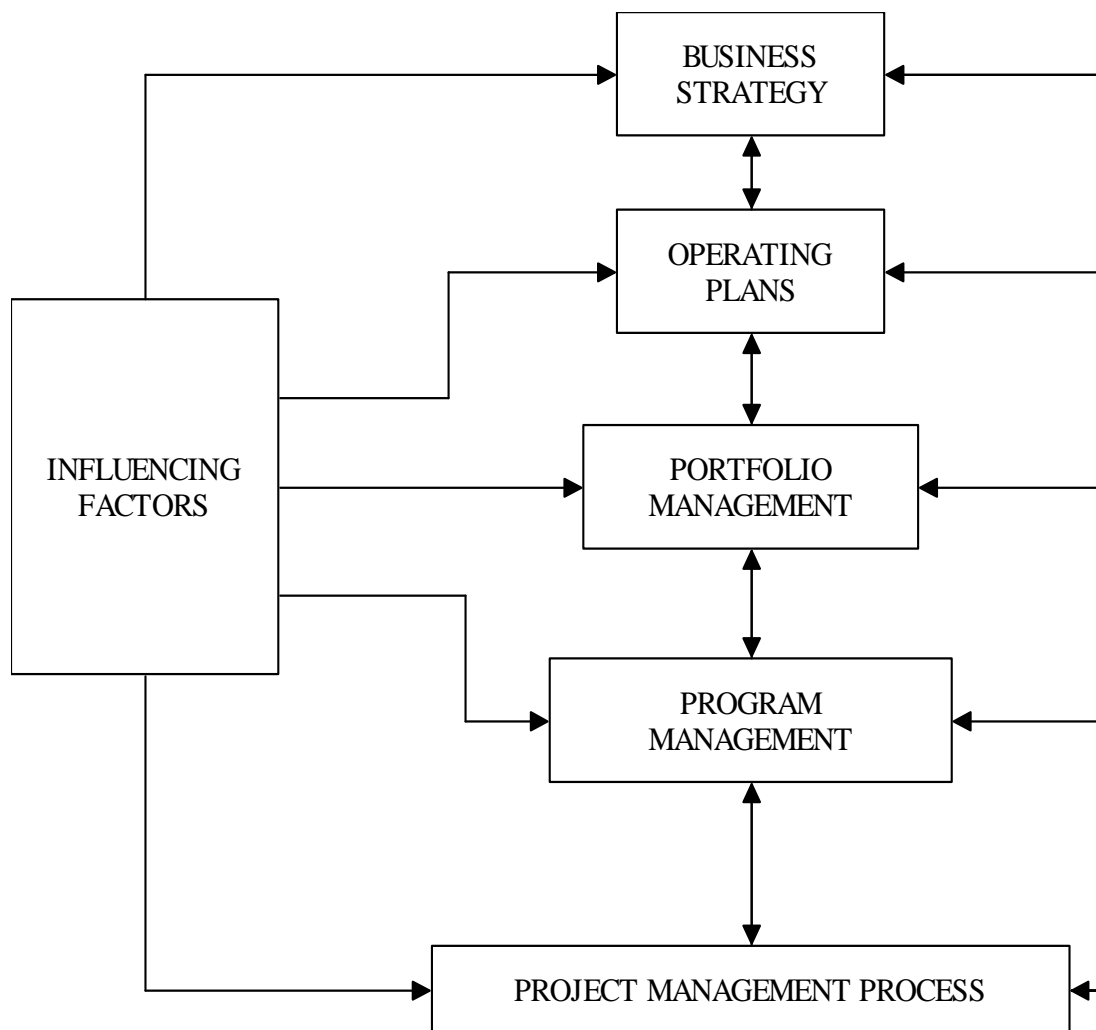 BUSINESS
STRATEGY
OPERATING
PLANS
INFLUENCING
FACTORS
PORTFOLIO
MANAGEMENT
PROGRAM
MANAGEMENT
PROJECT MANAGEMENT PROCESS